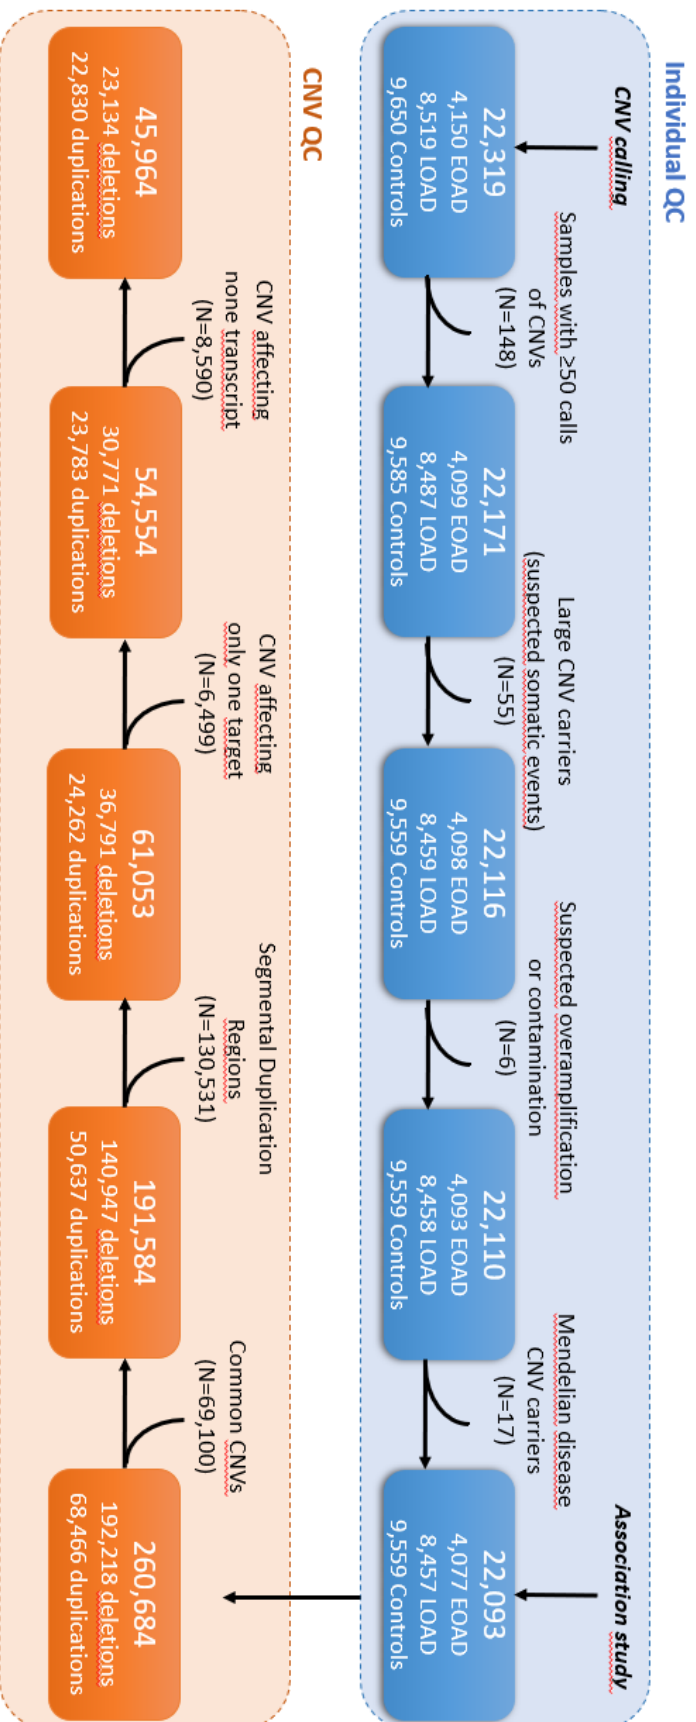 Individual QC
CNV calling
Association study
Samples with ≥50 calls
of CNVs
(N=148)
Large CNV carriers
(suspected somatic events)
(N=55)
Suspected overamplification
or contamination
(N=6)
Mendelian disease
CNV carriers
(N=17)
22,319
4,150 EOAD
8,519 LOAD
9,650 Controls
22,171
4,099 EOAD
8,487 LOAD
9,585 Controls
22,116
4,098 EOAD
8,459 LOAD
9,559 Controls
22,110
4,093 EOAD
8,458 LOAD
9,559 Controls
22,093
4,077 EOAD
8,457 LOAD
9,559 Controls
CNV QC
CNV affecting
none transcript
(N=8,590)
CNV affecting
only one target
(N=6,499)
Segmental Duplication
Regions
(N=130,531)
Common CNVs
(N=69,100)
45,964
23,134 deletions
22,830 duplications
54,554
30,771 deletions
23,783 duplications
61,053
36,791 deletions
24,262 duplications
191,584
140,947 deletions
50,637 duplications
260,684
192,218 deletions
68,466 duplications